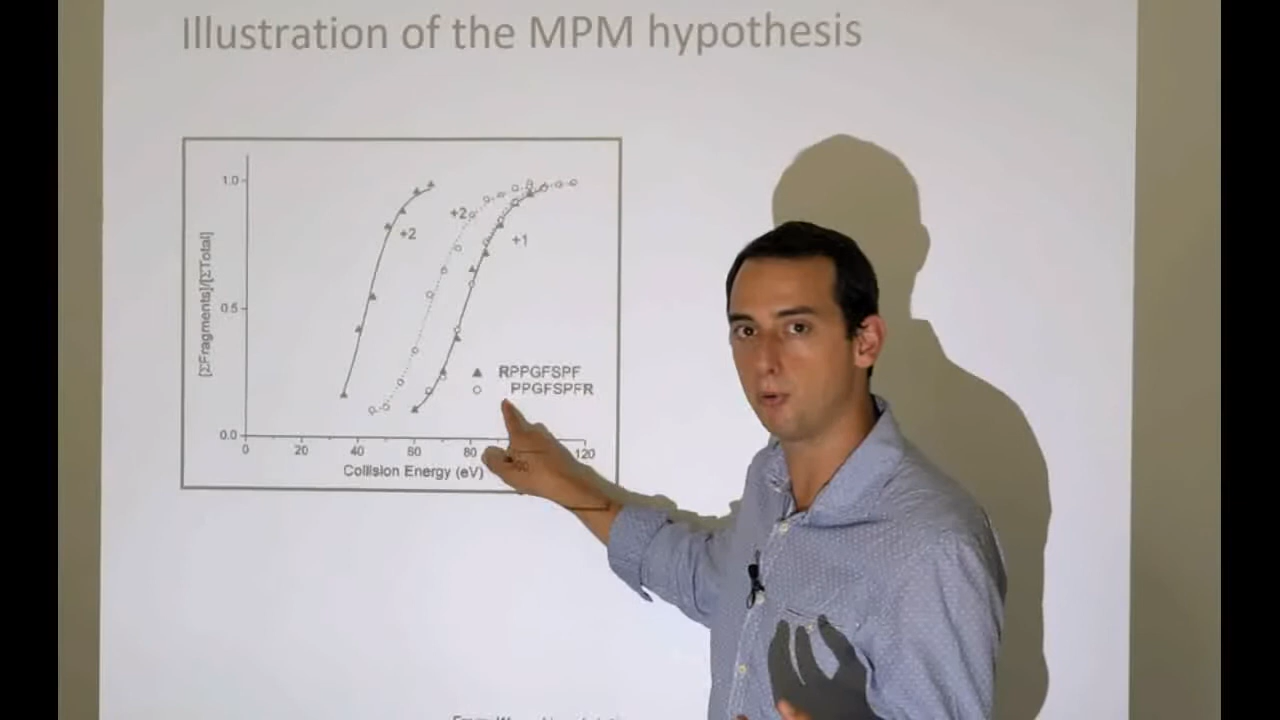 Illustration of the MPM hypothesis
1.0
+2
+2
+1
[ΣFragments]/[ΣTotal]
0.5
RPPGFSPF
PPGFSPFR
0.0
0 20 40 60 80 100 120
Collision Energy (eV)